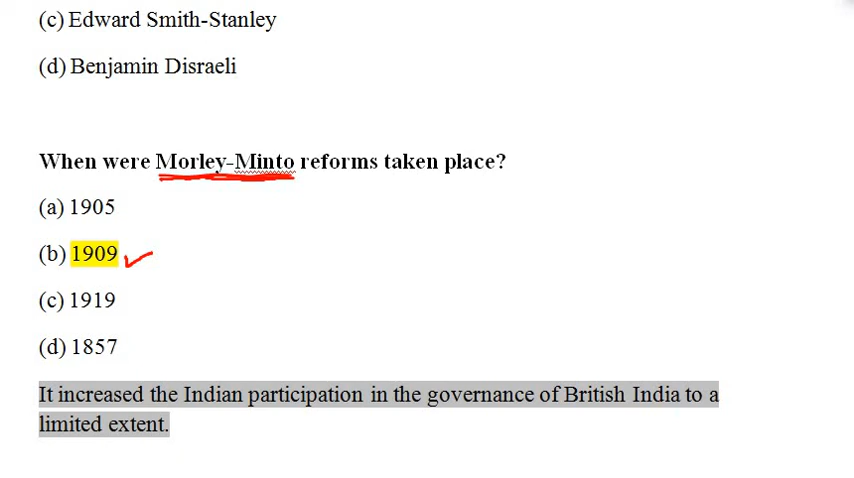 (c) Edward Smith-Stanley
(d) Benjamin Disraeli
When were Morley-Minto reforms taken place?
(a) 1905
(b) 1909
(c) 1919
(d) 1857
It increased the Indian participation in the governance of British India to a
limited extent.